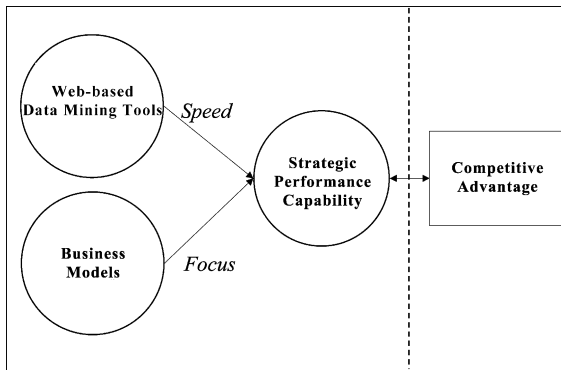 Web-based
Data Mining Tools
Speed
Strategic
Performance
Capability
Competitive
Advantage
Business
Models
Focus